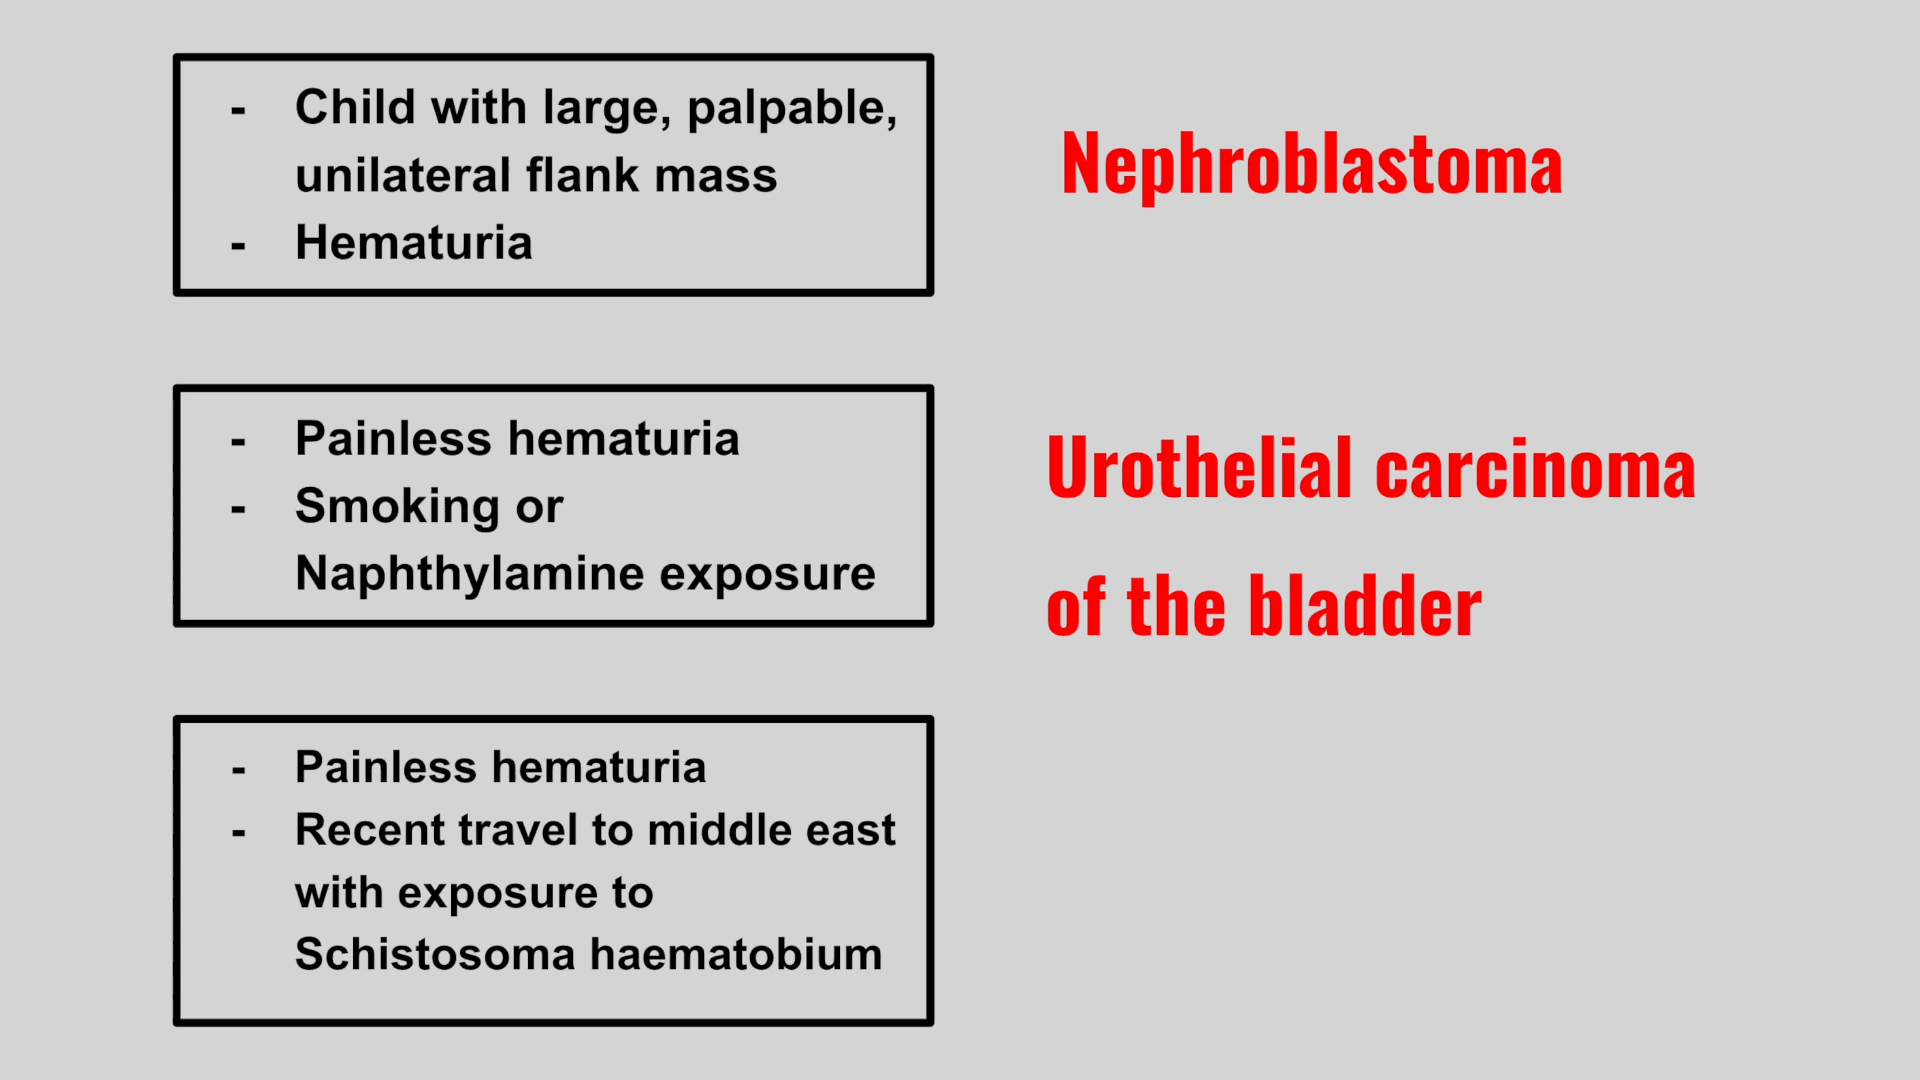 - Child with large, palpable,
unilateral flank mass
- Hematuria
Nephroblastoma
- Painless hematuria
- Smoking or
Naphthylamine exposure
Urothelial carcinoma
of the bladder
- Painless hematuria
- Recent travel to middle east
with exposure to
Schistosoma haematobium